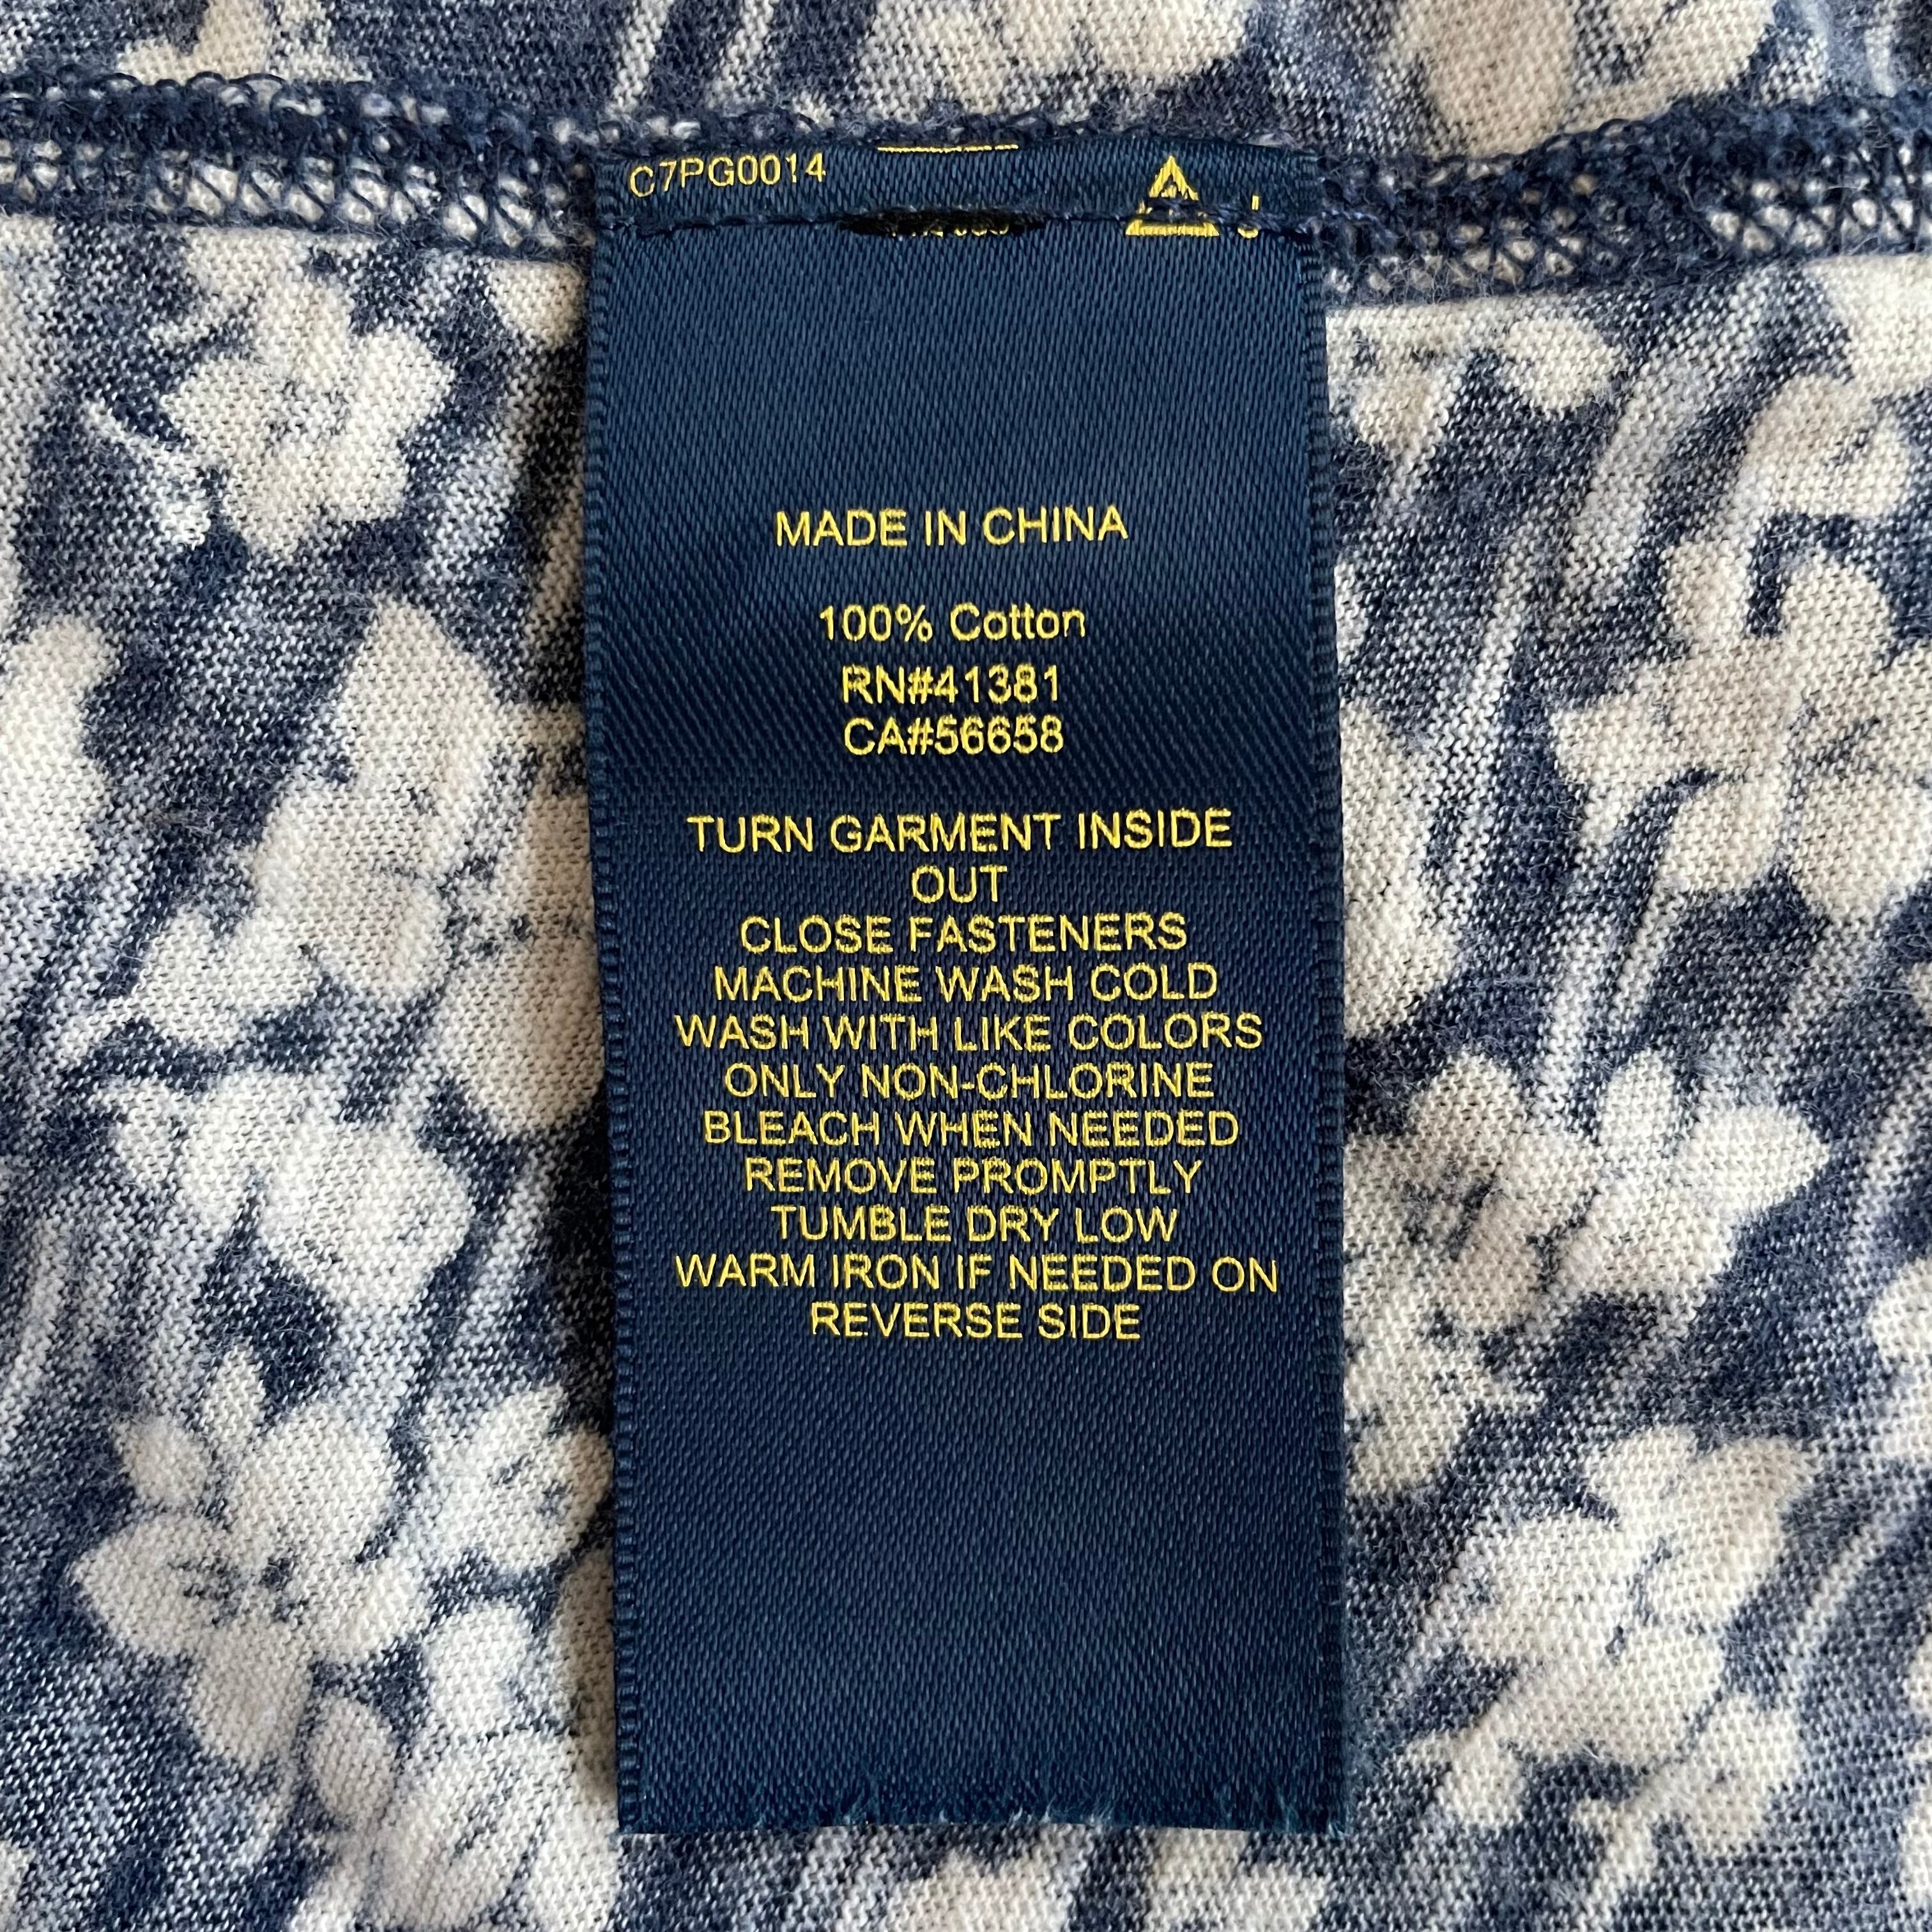 C7PG0014
MADE IN CHINA
100% Cotton
RN#41381
CA#56658
TURN GARMENT INSIDE
OUT
CLOSE FASTENERS
MACHINE WASH COLD
WASH WITH LIKE COLORS
ONLY NON-CHLORINE
BLEACH WHEN NEEDED
REMOVE PROMPTLY
TUMBLE DRY LOW
WARM IRON IF NEEDED ON
REVERSE SIDE